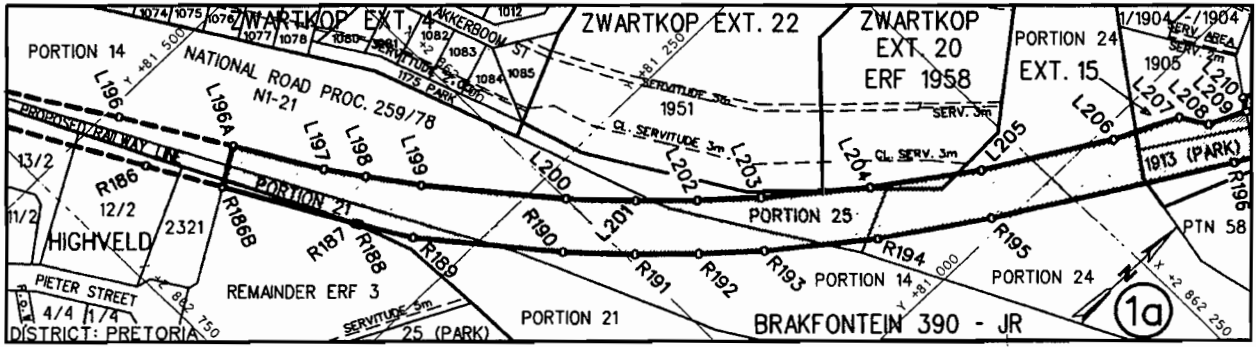 1074
1075
1076
ZWARTKOP EXT. 4
AKKERBOOM ST
1012
ZWARTKOP EXT. 22
ZWARTKOP
EXT. 20
ERF 1958
PORTION 24
EXT. 15
1/1904
-/1904
SERV. AREA
SERV. 2m
1905
1077
1078
1080
1082
1083
1084
1085
PORTION 14
Y +81 500
NATIONAL ROAD PROC. 259/78
N1-21
1175 PARK
Y +81 250
SERVITUDE 3m
1951
CL. SERVITUDE 3m
SERV. 3m
CL. SERV. 3m
L196
L196A
L197
L198
L199
L200
L201
L202
L203
L204
L205
L206
L207
L208
L209
L210
PROPOSED RAILWAY LINE
PORTION 21
PORTION 25
1913 (PARK)
13/2
R186
12/2
11/2
2321
HIGHVELD
R186B
R187
R188
R189
R190
R191
R192
R193
R194
R195
R196
PTN 58
PIETER STREET
4/4
1/4
X +2 862 750
REMAINDER ERF 3
SERVITUDE 3m
25 (PARK)
PORTION 21
PORTION 14
Y +81 000
PORTION 24
N
X +2 862 250
BRAKFONTEIN 390 - JR
1a
DISTRICT: PRETORIA